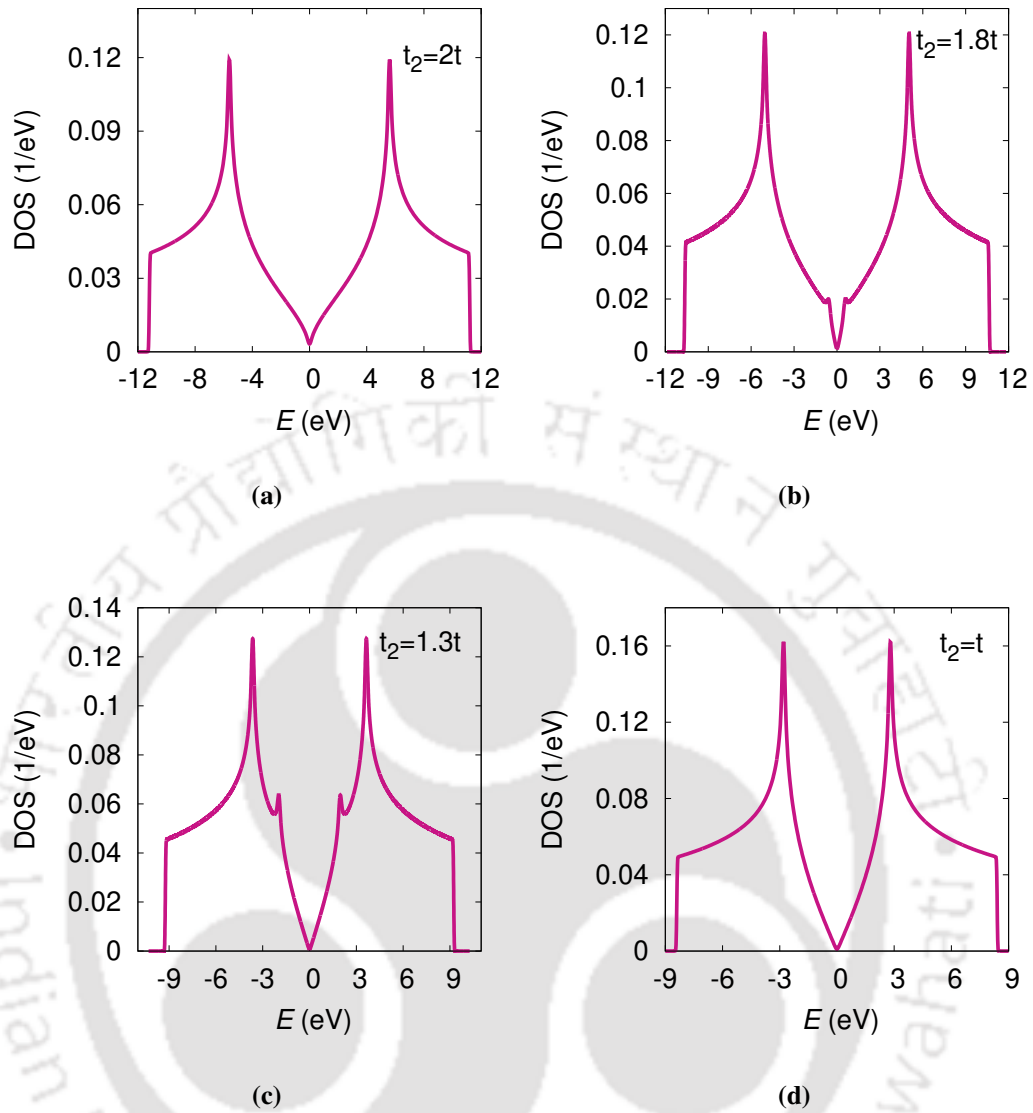 t2=2t
0.12
0.09
0.06
0.03
0
-12 -8 -4 0 4 8 12
DOS (1/eV)
E (eV)
(a)
t2=1.8t
0.12
0.1
0.08
0.06
0.04
0.02
0
-12 -9 -6 -3 0 3 6 9 12
DOS (1/eV)
E (eV)
(b)
t2=1.3t
0.14
0.12
0.1
0.08
0.06
0.04
0.02
0
-9 -6 -3 0 3 6 9
DOS (1/eV)
E (eV)
(c)
t2=t
0.16
0.12
0.08
0.04
0
-9 -6 -3 0 3 6 9
DOS (1/eV)
E (eV)
(d)
Indian
wahati